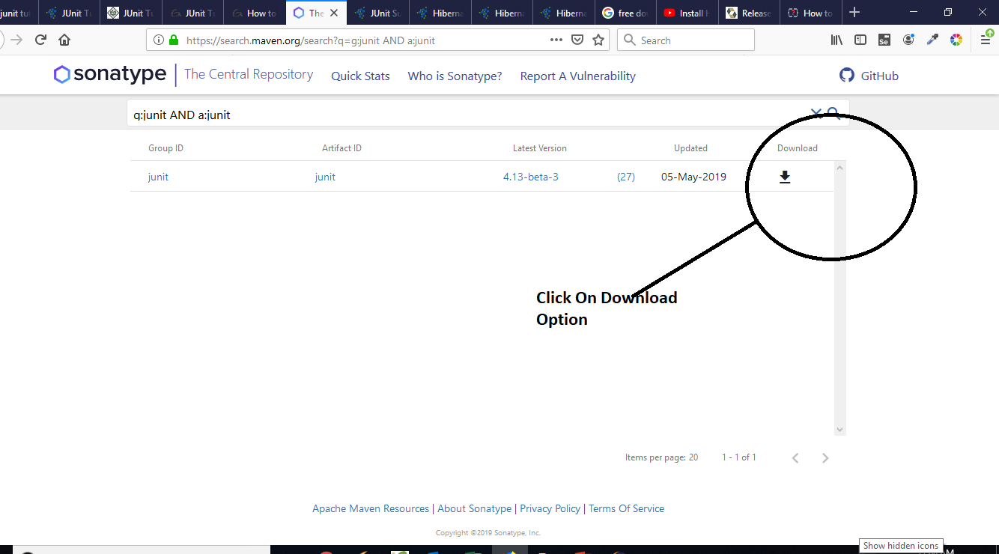 junit tut
JUnit Tu
JUnit Tu
JUnit Tu
How to
The
JUnit Su
Hiberna
Hiberna
Hiberna
free dov
Install H
Release
How to
https://search.maven.org/search?q=g:junit AND a:junit
Search
Se
sonatype
The Central Repository
Quick Stats
Who is Sonatype?
Report A Vulnerability
GitHub
g:junit AND a:junit
Group ID
Artifact ID
Latest Version
Updated
Download
junit
junit
4.13-beta-3
(27)
05-May-2019
Click On Download
Option
Items per page: 20
1 - 1 of 1
Apache Maven Resources | About Sonatype | Privacy Policy | Terms Of Service
Copyright ©2019 Sonatype, Inc.
Show hidden icons